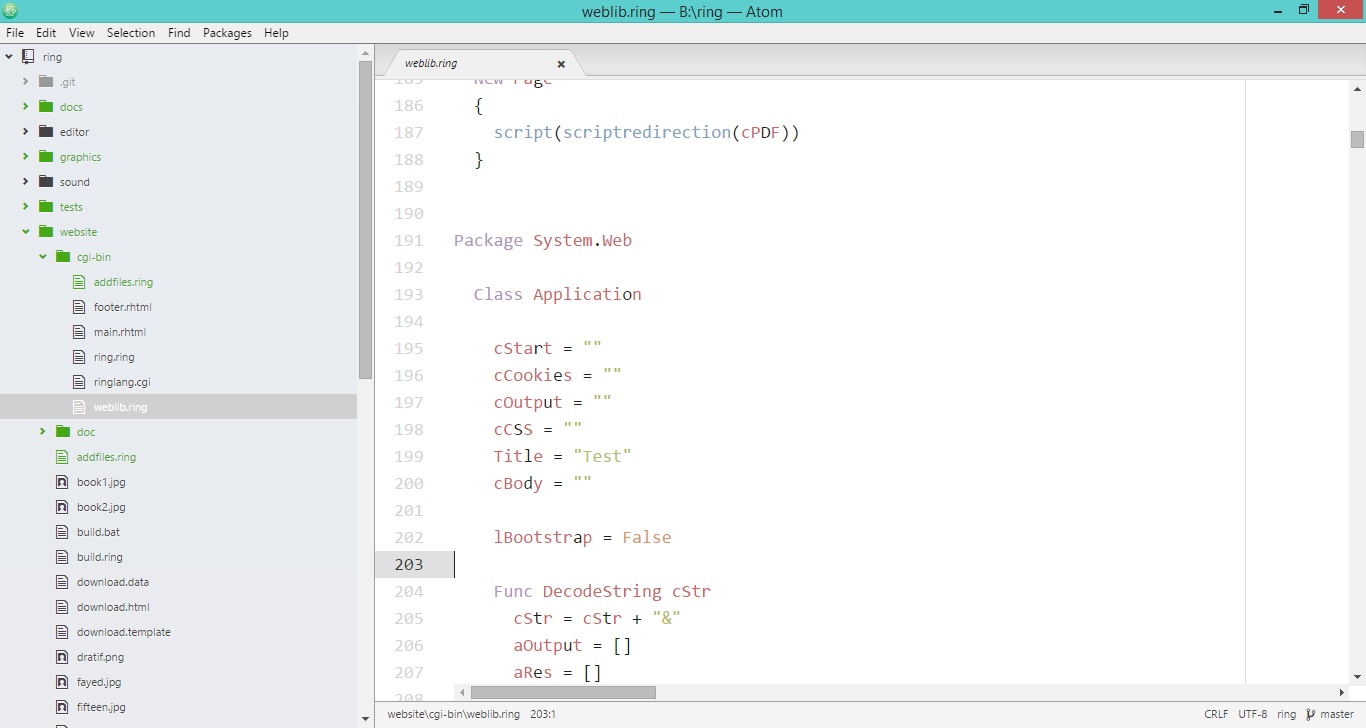 weblib.ring — B:\ring — Atom
File Edit View Selection Find Packages Help
ring
.git
docs
editor
graphics
sound
tests
website
cgi-bin
addfiles.ring
footer.rhtml
main.rhtml
ring.ring
ringlang.cgi
weblib.ring
doc
addfiles.ring
book1.jpg
book2.jpg
build.bat
build.ring
download.data
download.html
download.template
dratif.png
fayed.jpg
fifteen.jpg
weblib.ring
185 New Page
186 {
187 script(scriptredirection(cPDF))
188 }
189
190
191 Package System.Web
192
193 Class Application
194
195 cStart = ""
196 cCookies = ""
197 cOutput = ""
198 cCSS = ""
199 Title = "Test"
200 cBody = ""
201
202 lBootstrap = False
203
204 Func DecodeString cStr
205 cStr = cStr + "&"
206 aOutput = []
207 aRes = []
208
website\cgi-bin\weblib.ring 203:1 CRLF UTF-8 ring master